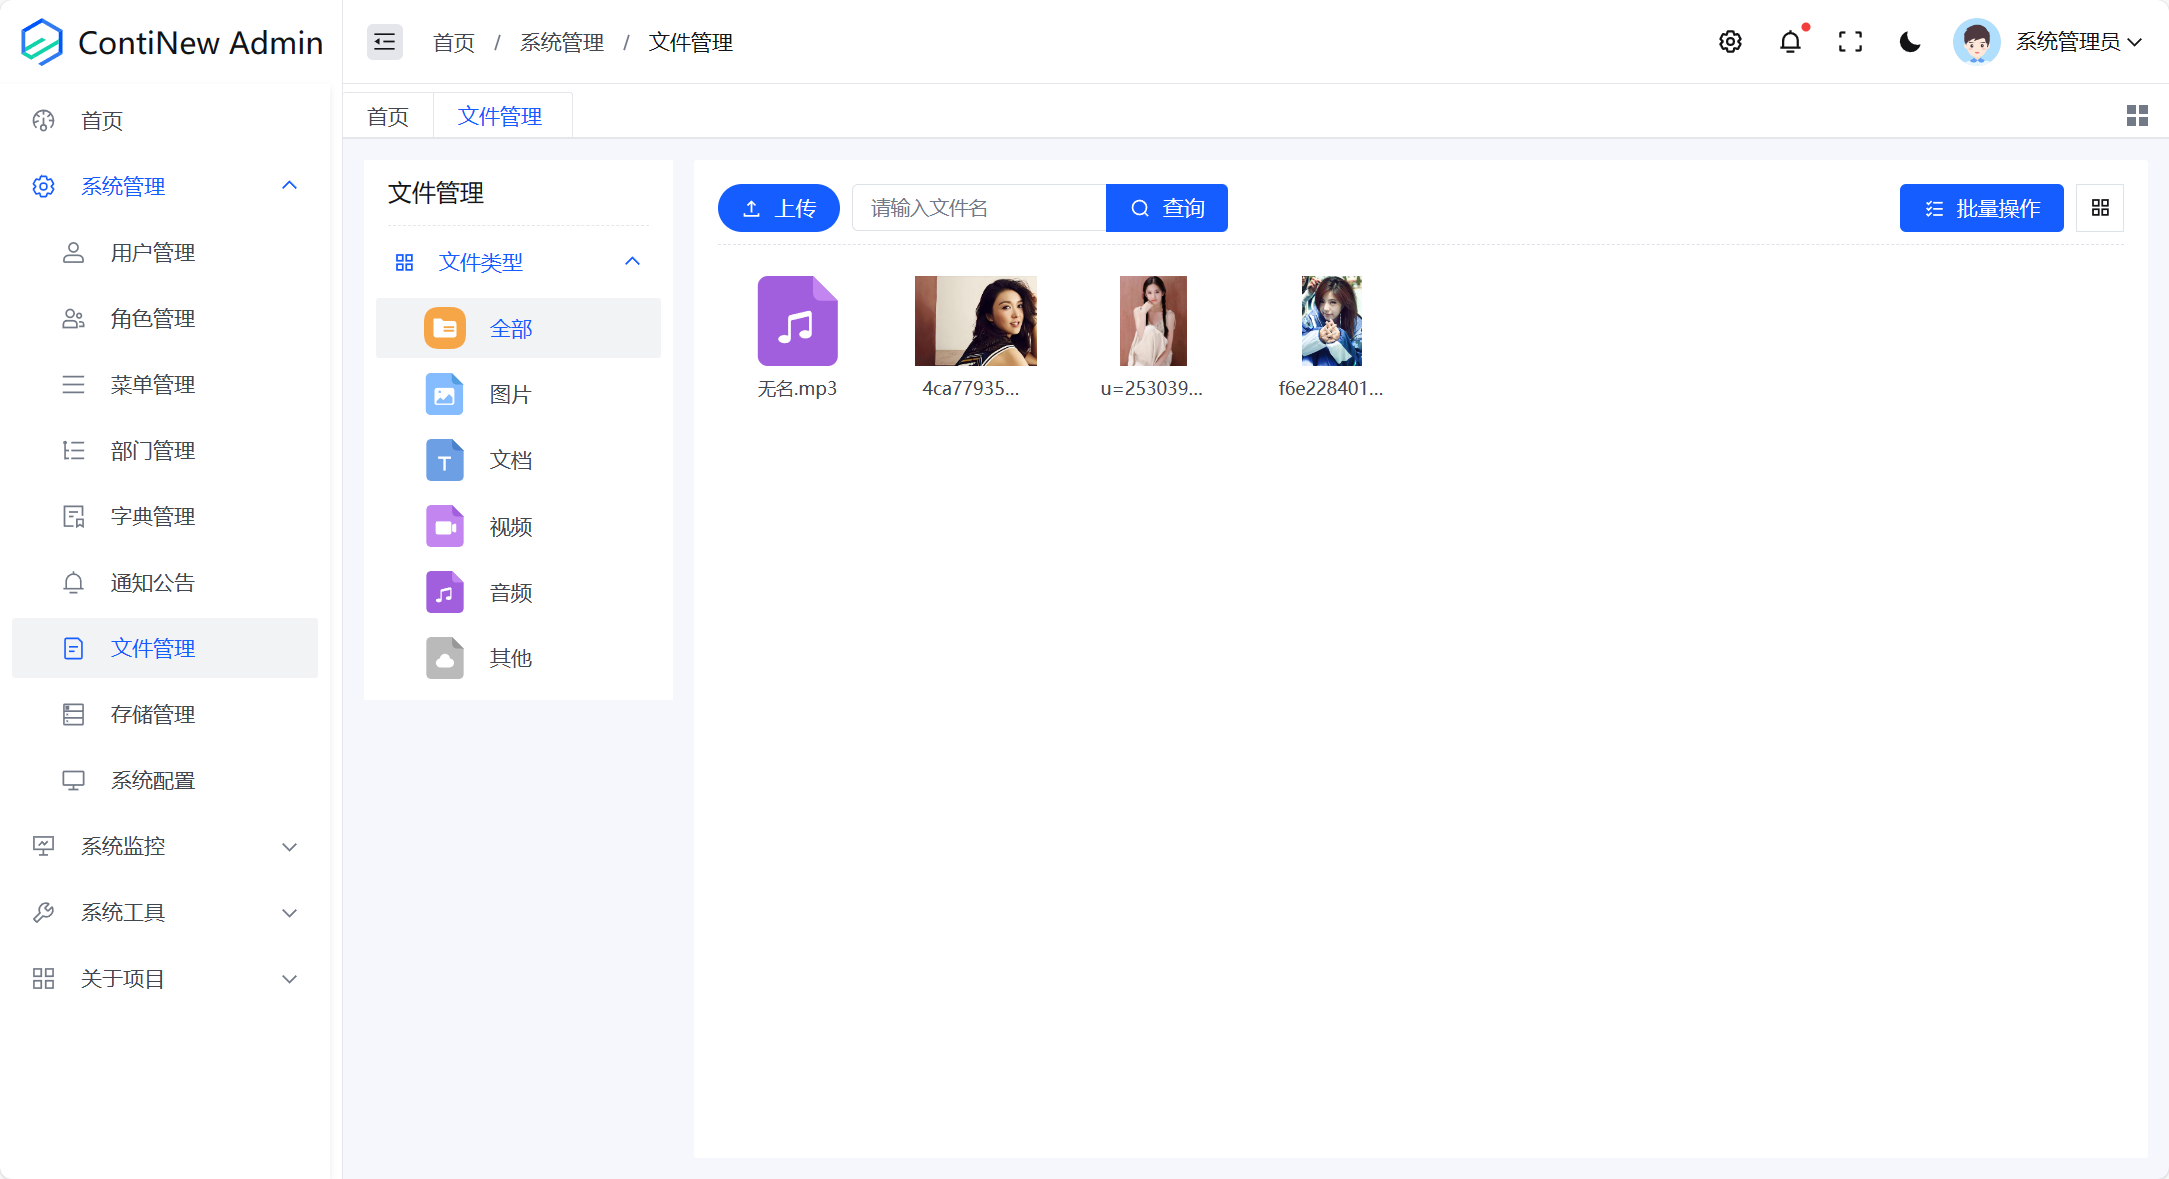 ContiNew Admin
首页 / 系统管理 / 文件管理
系统管理员
首页
系统管理
用户管理
角色管理
菜单管理
部门管理
字典管理
通知公告
文件管理
存储管理
系统配置
系统监控
系统工具
关于项目
首页
文件管理
文件管理
文件类型
全部
图片
文档
视频
音频
其他
上传
请输入文件名
查询
批量操作
无名.mp3
4ca77935...
u=253039...
f6e228401...